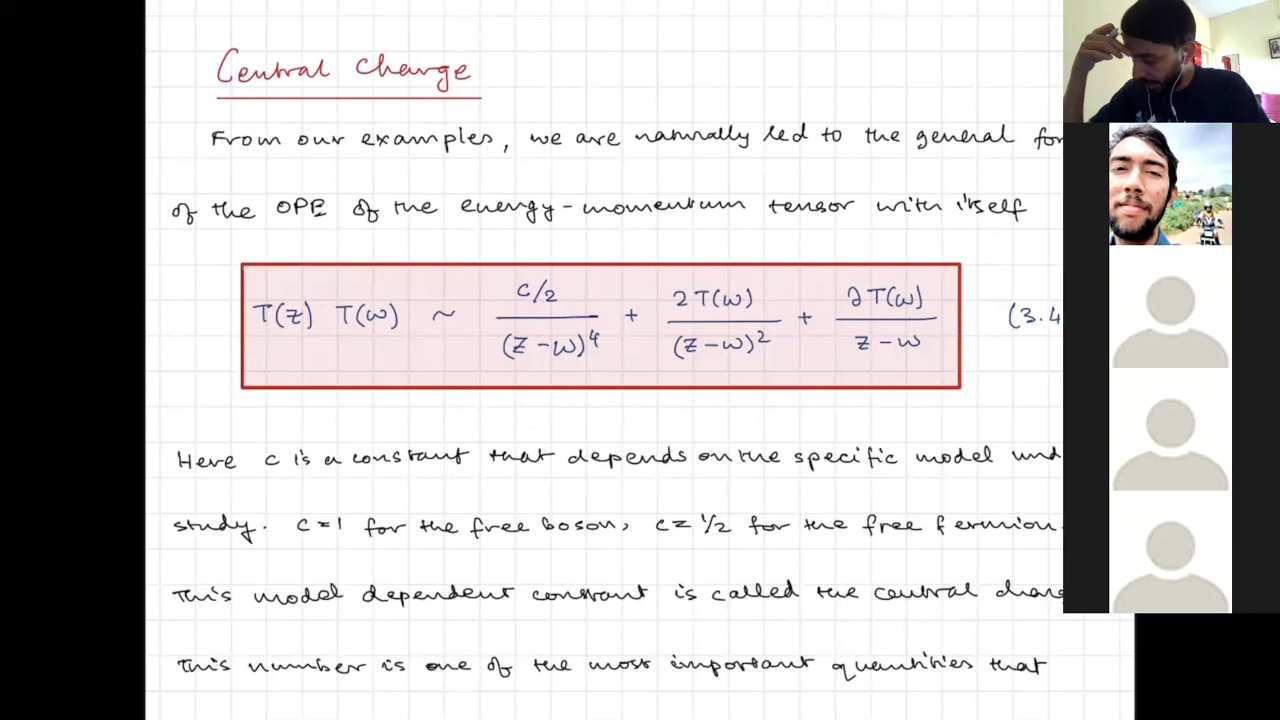 Central Charge
From our examples, we are naturally led to the general for
of the OPE of the energy-momentum tensor with itself
T(z) T(w) ~ c/2 / (z-w)^4 + 2T(w) / (z-w)^2 + ∂T(w) / z-w (3.4
Here c is a constant that depends on the specific model und
study. c=1 for the free boson, c=1/2 for the free fermion.
This model dependent constant is called the central charg
This number is one of the most important quantities that